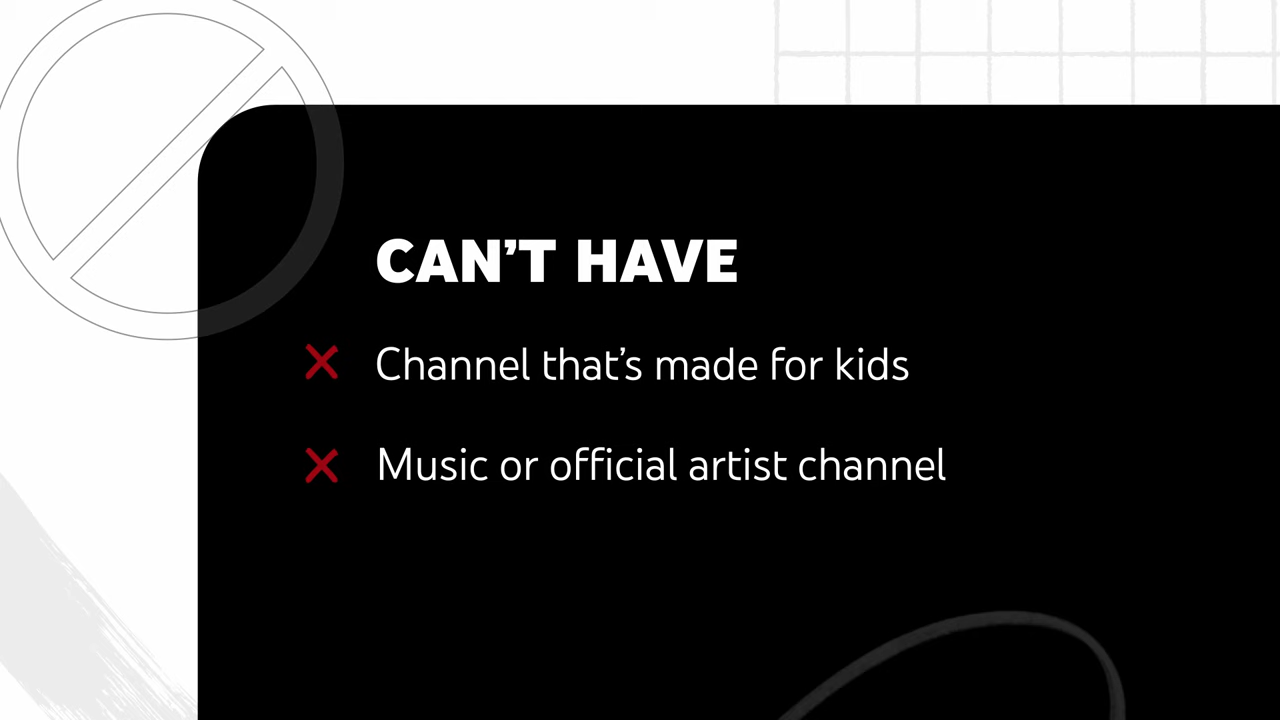 CAN’T HAVE
Channel that’s made for kids
Music or official artist channel